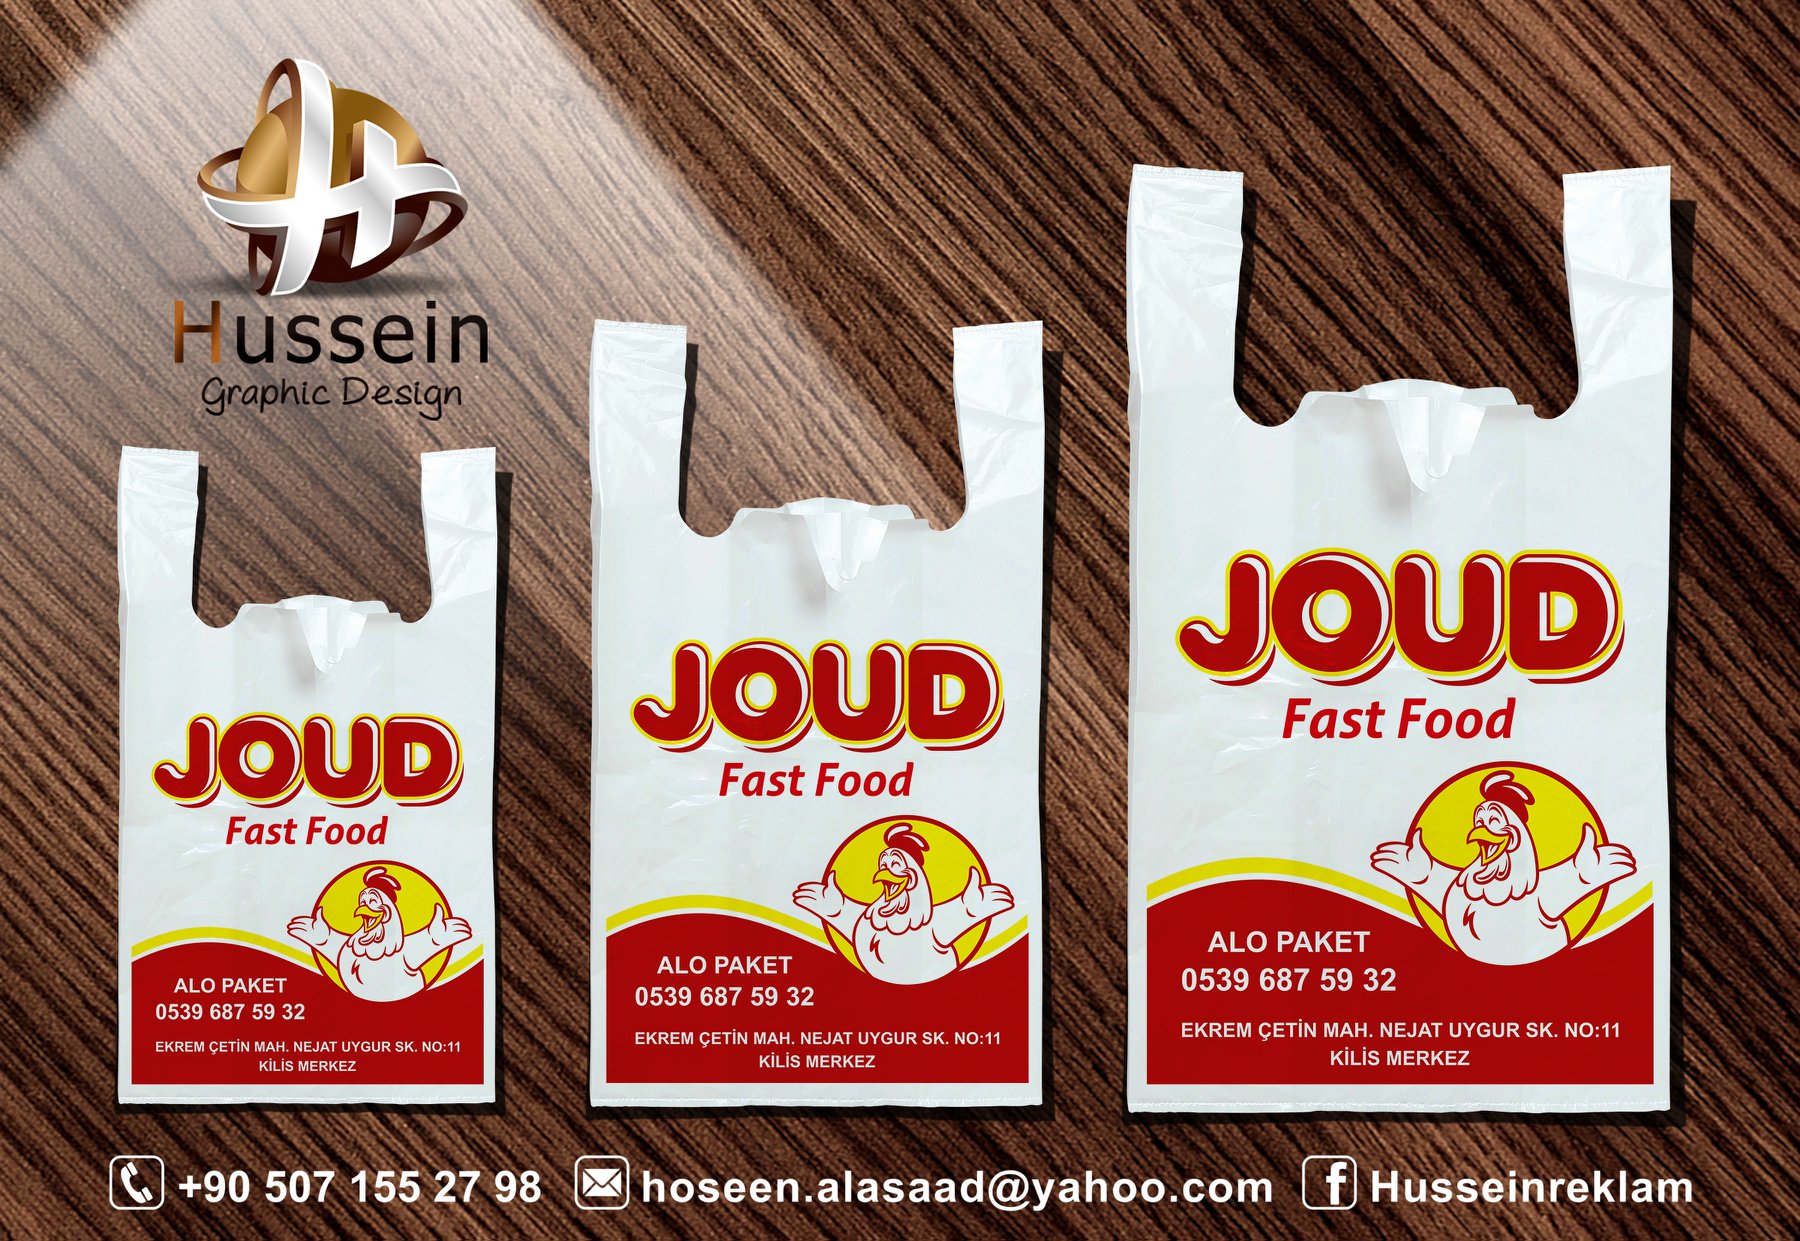 Hussein
Graphic Design
JOUD
Fast Food
ALO PAKET
0539 687 59 32
EKREM ÇETİN MAH. NEJAT UYGUR SK. NO:11
KİLİS MERKEZ
JOUD
Fast Food
ALO PAKET
0539 687 59 32
EKREM ÇETİN MAH. NEJAT UYGUR SK. NO:11
KİLİS MERKEZ
JOUD
Fast Food
ALO PAKET
0539 687 59 32
EKREM ÇETİN MAH. NEJAT UYGUR SK. NO:11
KİLİS MERKEZ
+90 507 155 27 98 hoseen.alasaad@yahoo.com Husseinreklam